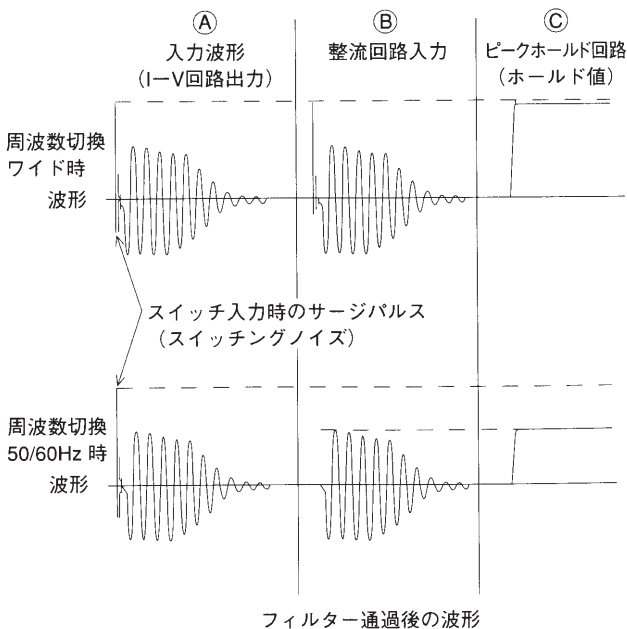 Ⓐ
入力波形
(I－V回路出力)
Ⓑ
整流回路入力
Ⓒ
ピークホールド回路
(ホールド値)
周波数切換
ワイド時
波形
スイッチ入力時のサージパルス
(スイッチングノイズ)
周波数切換
50/60Hz 時
波形
フィルター通過後の波形